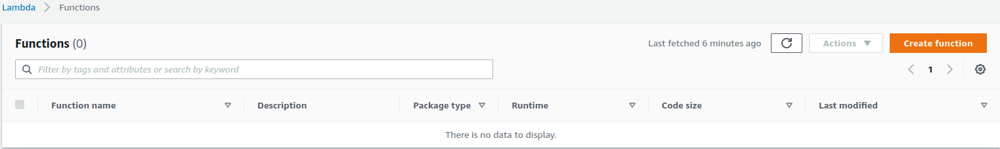 Lambda > Functions
Functions (0) Last fetched 6 minutes ago Actions Create function
Filter by tags and attributes or search by keyword 1
Function name Description Package type Runtime Code size Last modified
There is no data to display.